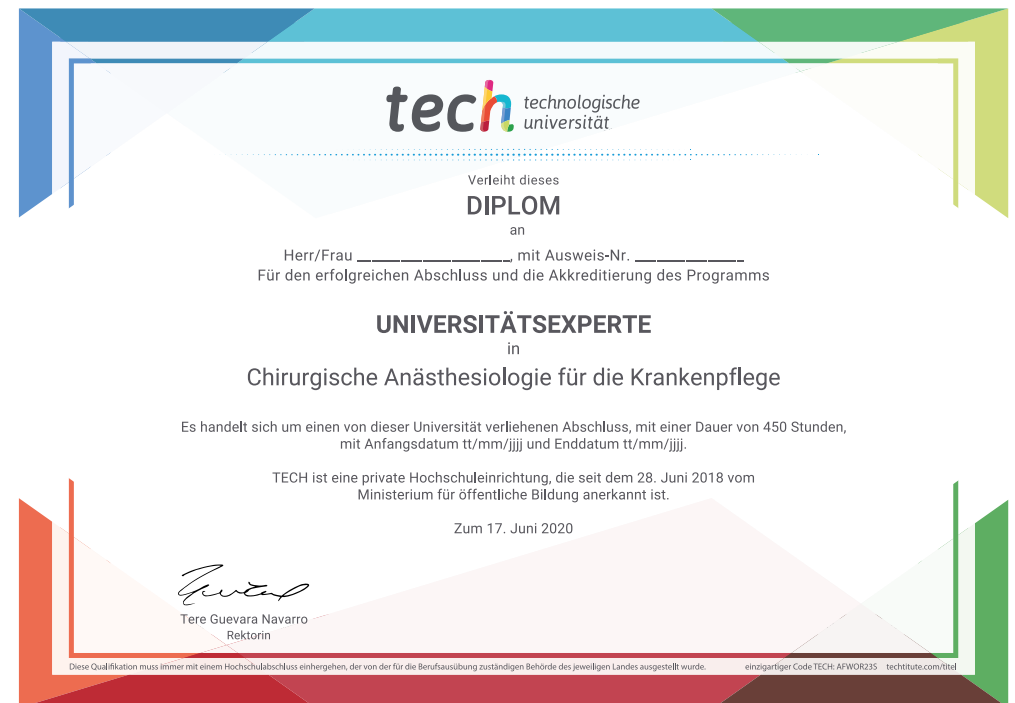 tech technologische
universität
Verleiht dieses
DIPLOM
an
Herr/Frau ____________________, mit Ausweis-Nr. ______________
Für den erfolgreichen Abschluss und die Akkreditierung des Programms
UNIVERSITÄTSEXPERTE
in
Chirurgische Anästhesiologie für die Krankenpflege
Es handelt sich um einen von dieser Universität verliehenen Abschluss, mit einer Dauer von 450 Stunden,
mit Anfangsdatum tt/mm/jjjj und Enddatum tt/mm/jjjj.
TECH ist eine private Hochschuleinrichtung, die seit dem 28. Juni 2018 vom
Ministerium für öffentliche Bildung anerkannt ist.
Zum 17. Juni 2020
Tere Guevara Navarro
Rektorin
Diese Qualifikation muss immer mit einem Hochschulabschluss einhergehen, der von der für die Berufsausübung zuständigen Behörde des jeweiligen Landes ausgestellt wurde. einzigartiger Code TECH: AFWOR23S techtitute.com/titel